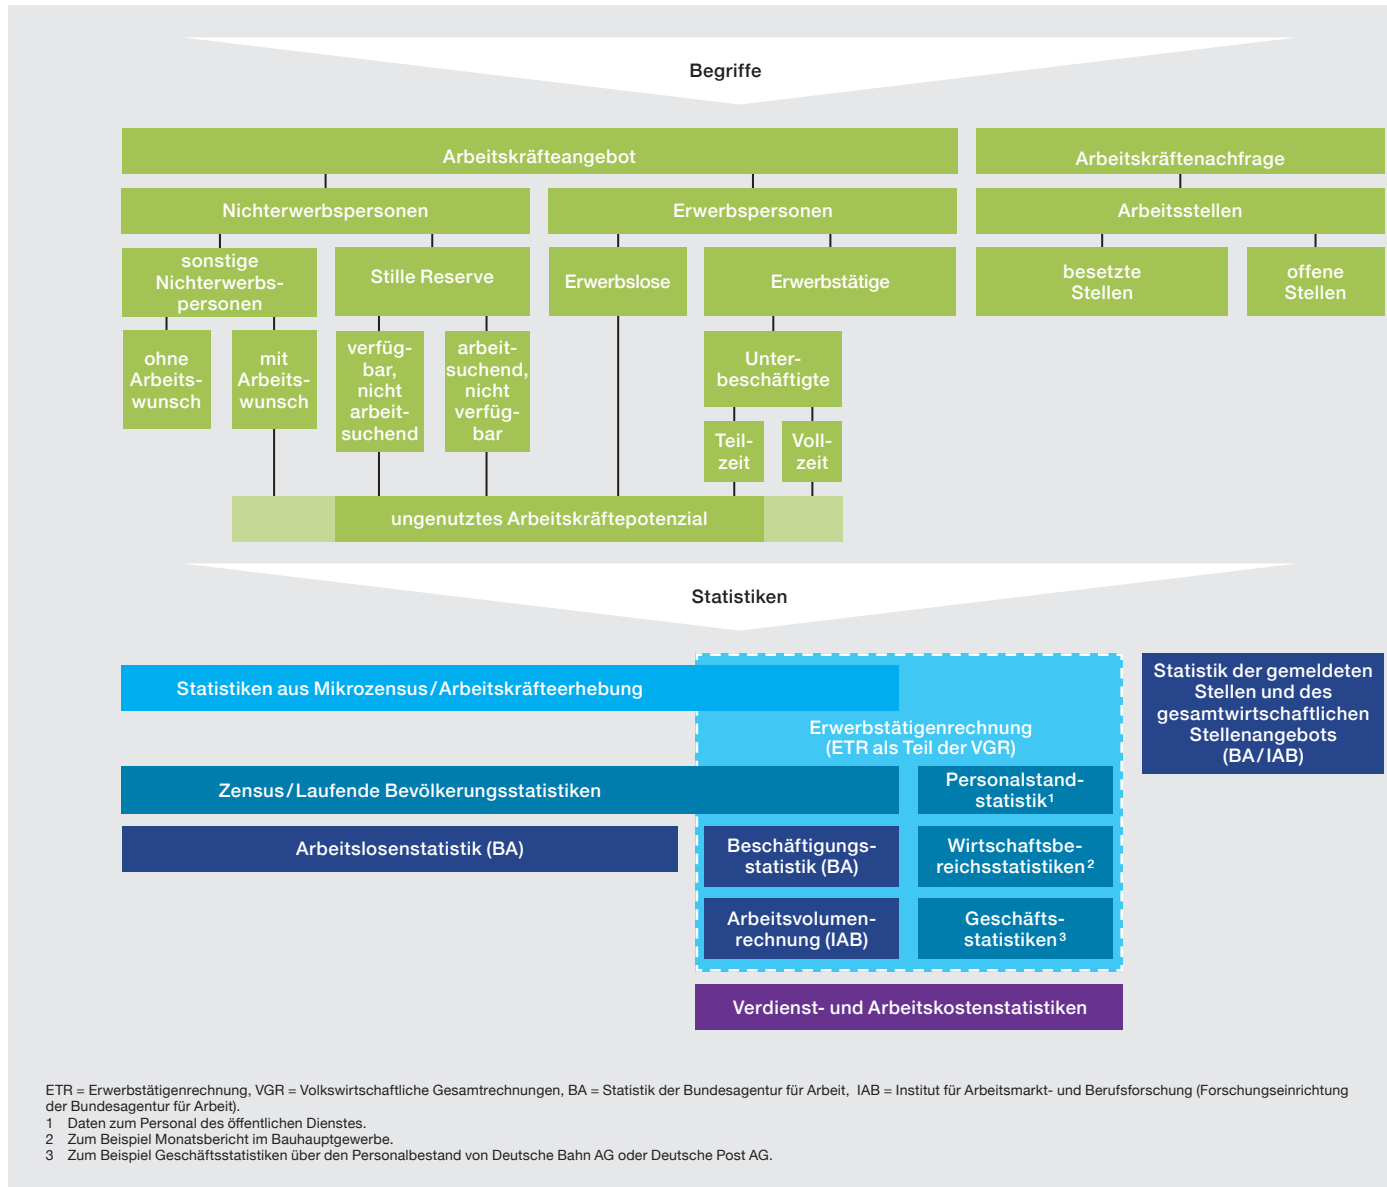 Begriffe
Arbeitskräfteangebot
Arbeitskräftenachfrage
Nichterwerbspersonen
Erwerbspersonen
Arbeitsstellen
sonstige
Nichterwerbs-
personen
Stille Reserve
Erwerbslose
Erwerbstätige
besetzte
Stellen
offene
Stellen
ohne
Arbeits-
wunsch
mit
Arbeits-
wunsch
verfüg-
bar,
nicht
arbeit-
suchend
arbeit-
suchend,
nicht
verfüg-
bar
Unter-
beschäftigte
Teil-
zeit
Voll-
zeit
ungenutztes Arbeitskräftepotenzial
Statistiken
Statistiken aus Mikrozensus/Arbeitskräfteerhebung
Erwerbstätigenrechnung
(ETR als Teil der VGR)
Statistik der gemeldeten
Stellen und des
gesamtwirtschaftlichen
Stellenangebots
(BA/IAB)
Zensus/Laufende Bevölkerungsstatistiken
Personalstand-
statistik¹
Arbeitslosenstatistik (BA)
Beschäftigungs-
statistik (BA)
Wirtschaftsbe-
reichsstatistiken²
Arbeitsvolumen-
rechnung (IAB)
Geschäfts-
statistiken³
Verdienst- und Arbeitskostenstatistiken
ETR = Erwerbstätigenrechnung, VGR = Volkswirtschaftliche Gesamtrechnungen, BA = Statistik der Bundesagentur für Arbeit, IAB = Institut für Arbeitsmarkt- und Berufsforschung (Forschungseinrichtung
der Bundesagentur für Arbeit).
1 Daten zum Personal des öffentlichen Dienstes.
2 Zum Beispiel Monatsbericht im Bauhauptgewerbe.
3 Zum Beispiel Geschäftsstatistiken über den Personalbestand von Deutsche Bahn AG oder Deutsche Post AG.